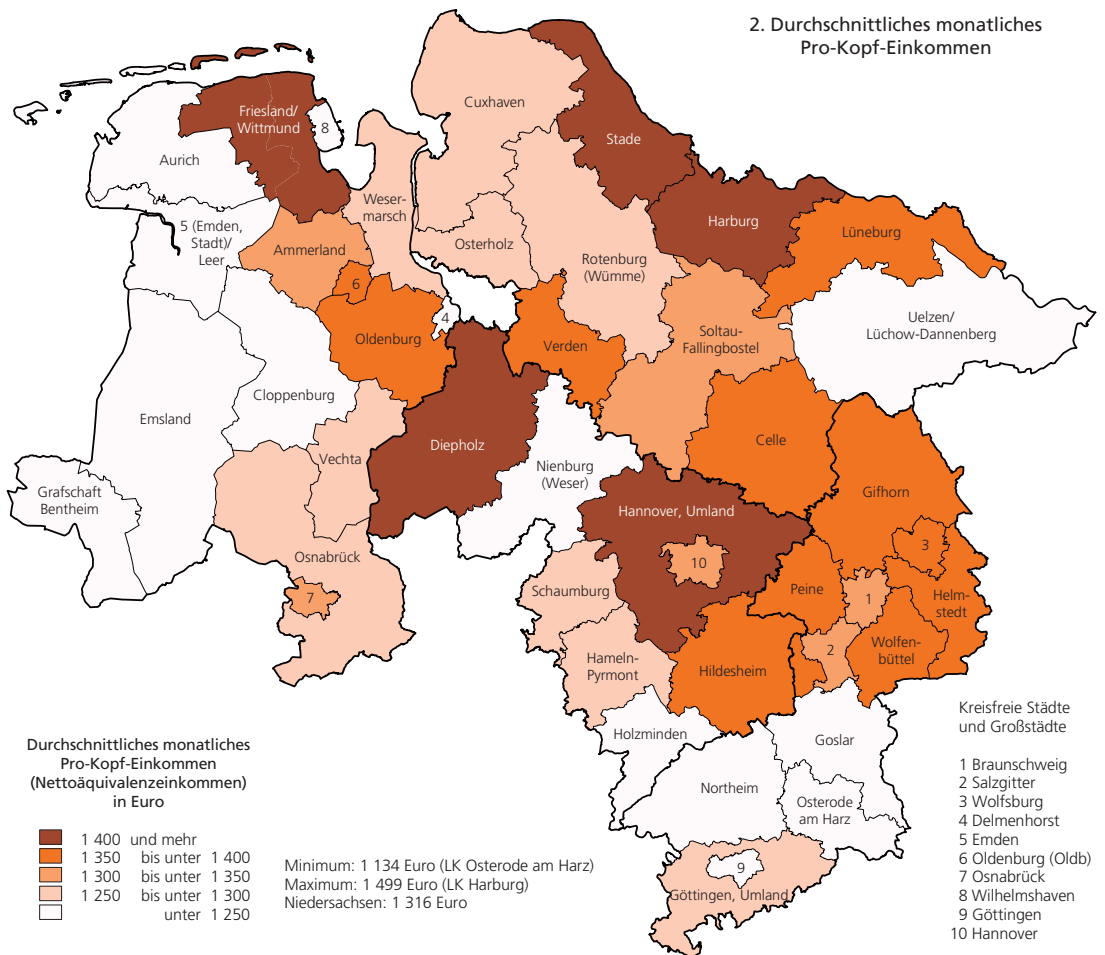 2. Durchschnittliches monatliches
Pro-Kopf-Einkommen
Cuxhaven
Friesland/
Wittmund
8
Stade
Aurich
Weser-
marsch
Harburg
5 (Emden,
Stadt)/
Leer
Ammerland
Osterholz
Rotenburg
(Wümme)
Lüneburg
6
4
Uelzen/
Lüchow-Dannenberg
Oldenburg
Verden
Soltau-
Fallingbostel
Cloppenburg
Emsland
Diepholz
Celle
Vechta
Nienburg
(Weser)
Grafschaft
Bentheim
Gifhorn
Hannover, Umland
Osnabrück
3
10
7
Schaumburg
Peine
1
Helm-
stedt
Hameln-
Pyrmont
Hildesheim
2
Wolfen-
büttel
Holzminden
Goslar
Northeim
Osterode
am Harz
9
Göttingen, Umland
Durchschnittliches monatliches
Pro-Kopf-Einkommen
(Nettoäquivalenzeinkommen)
in Euro
1 400 und mehr
1 350 bis unter 1 400
1 300 bis unter 1 350
1 250 bis unter 1 300
unter 1 250
Minimum: 1 134 Euro (LK Osterode am Harz)
Maximum: 1 499 Euro (LK Harburg)
Niedersachsen: 1 316 Euro
Kreisfreie Städte
und Großstädte
1 Braunschweig
2 Salzgitter
3 Wolfsburg
4 Delmenhorst
5 Emden
6 Oldenburg (Oldb)
7 Osnabrück
8 Wilhelmshaven
9 Göttingen
10 Hannover